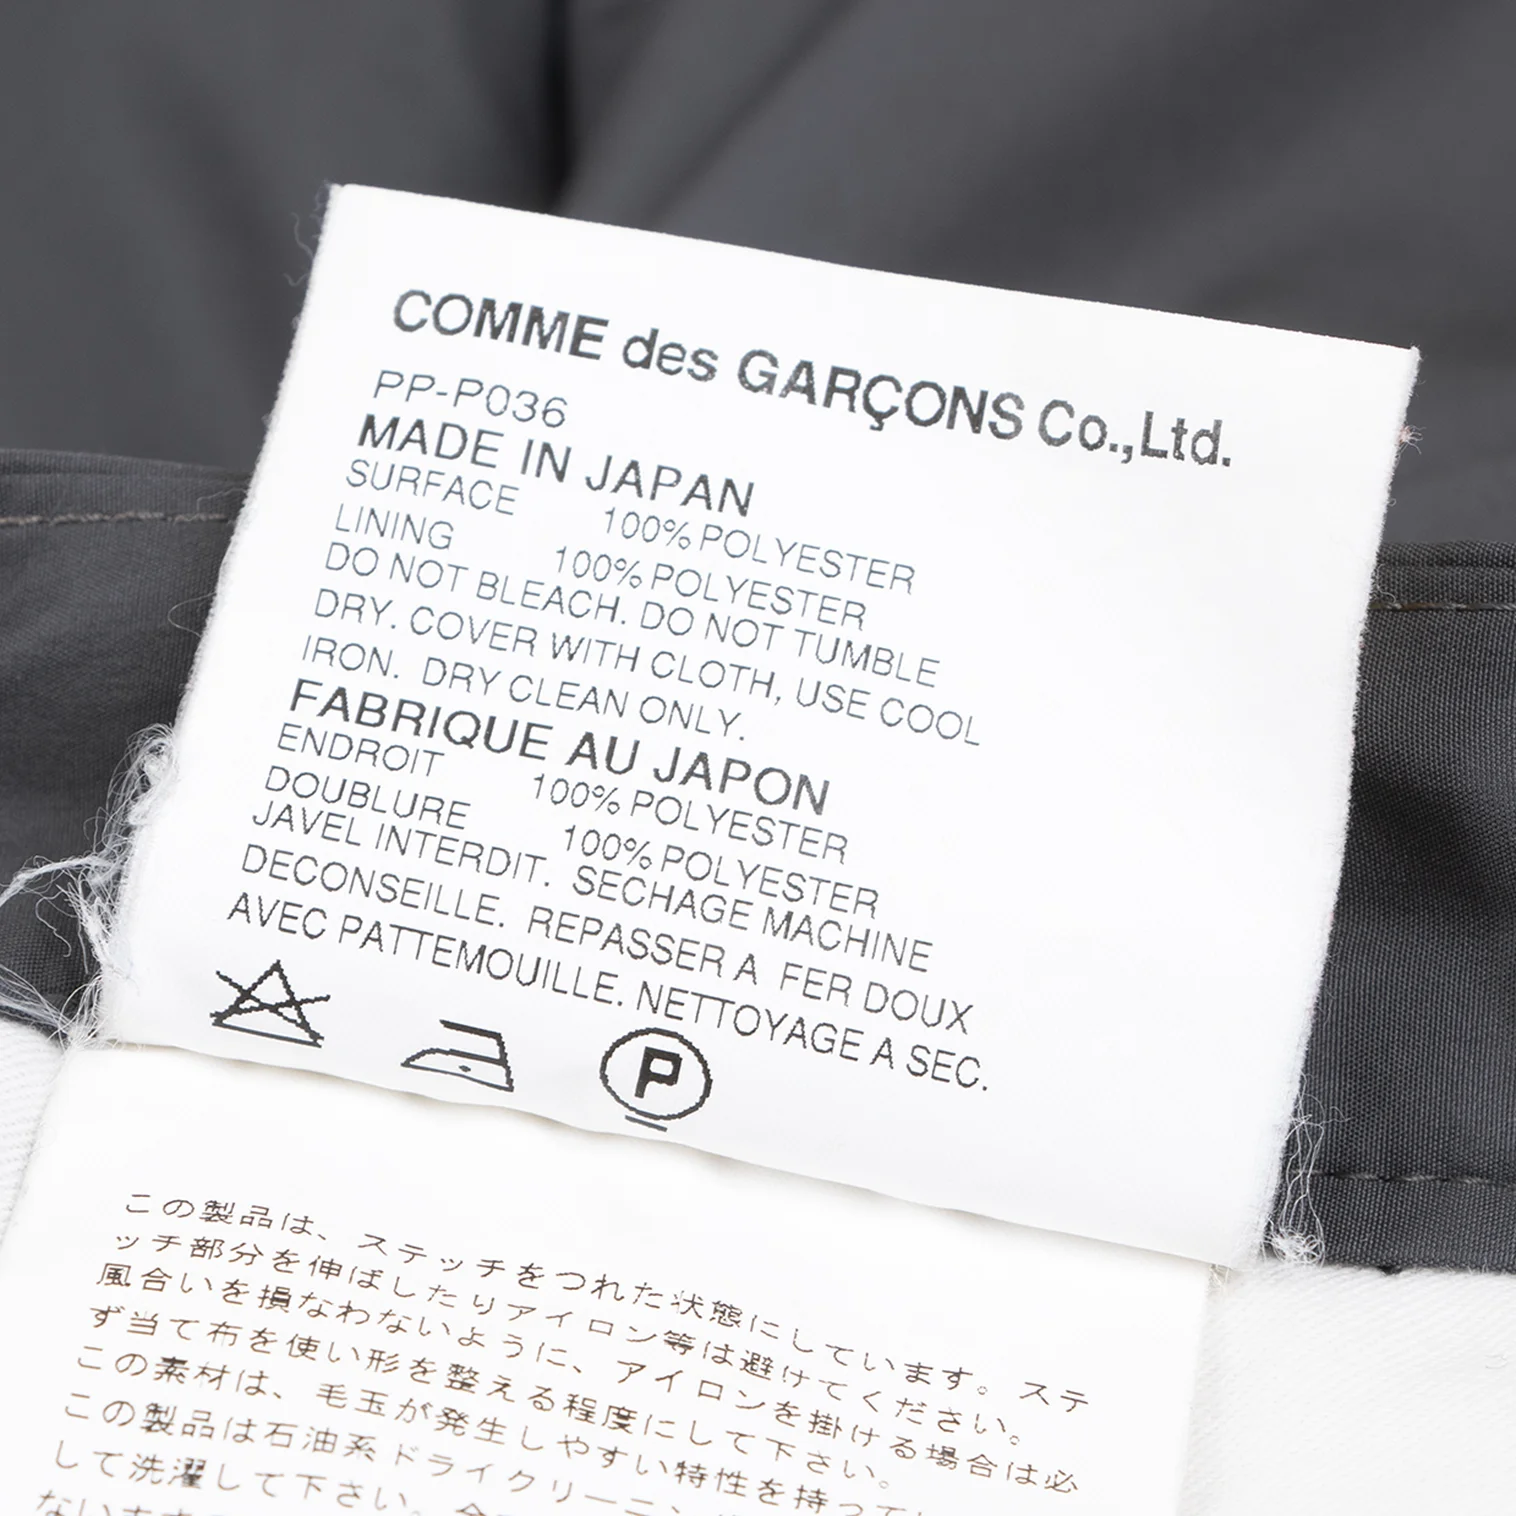 COMME des GARÇONS Co.,Ltd.
PP-P036
MADE IN JAPAN
SURFACE 100% POLYESTER
LINING 100% POLYESTER
DO NOT BLEACH. DO NOT TUMBLE
DRY. COVER WITH CLOTH, USE COOL
IRON. DRY CLEAN ONLY.
FABRIQUE AU JAPON
ENDROIT 100% POLYESTER
DOUBLURE 100% POLYESTER
JAVEL INTERDIT. SECHAGE MACHINE
DECONSEILLE. REPASSER A FER DOUX
AVEC PATTEMOUILLE. NETTOYAGE A SEC.
P
この製品は、ステッチをつれた状態にしています。ステ
ッチ部分を伸ばしたりアイロン等は避けてください。
風合いを損なわないように、アイロンを掛ける場合は必
ず当て布を使い形を整える程度にして下さい。
この素材は、毛玉が発生しやすい特性を持って
この製品は石油系ドライクリーニン
して洗濯して下さい。
ない